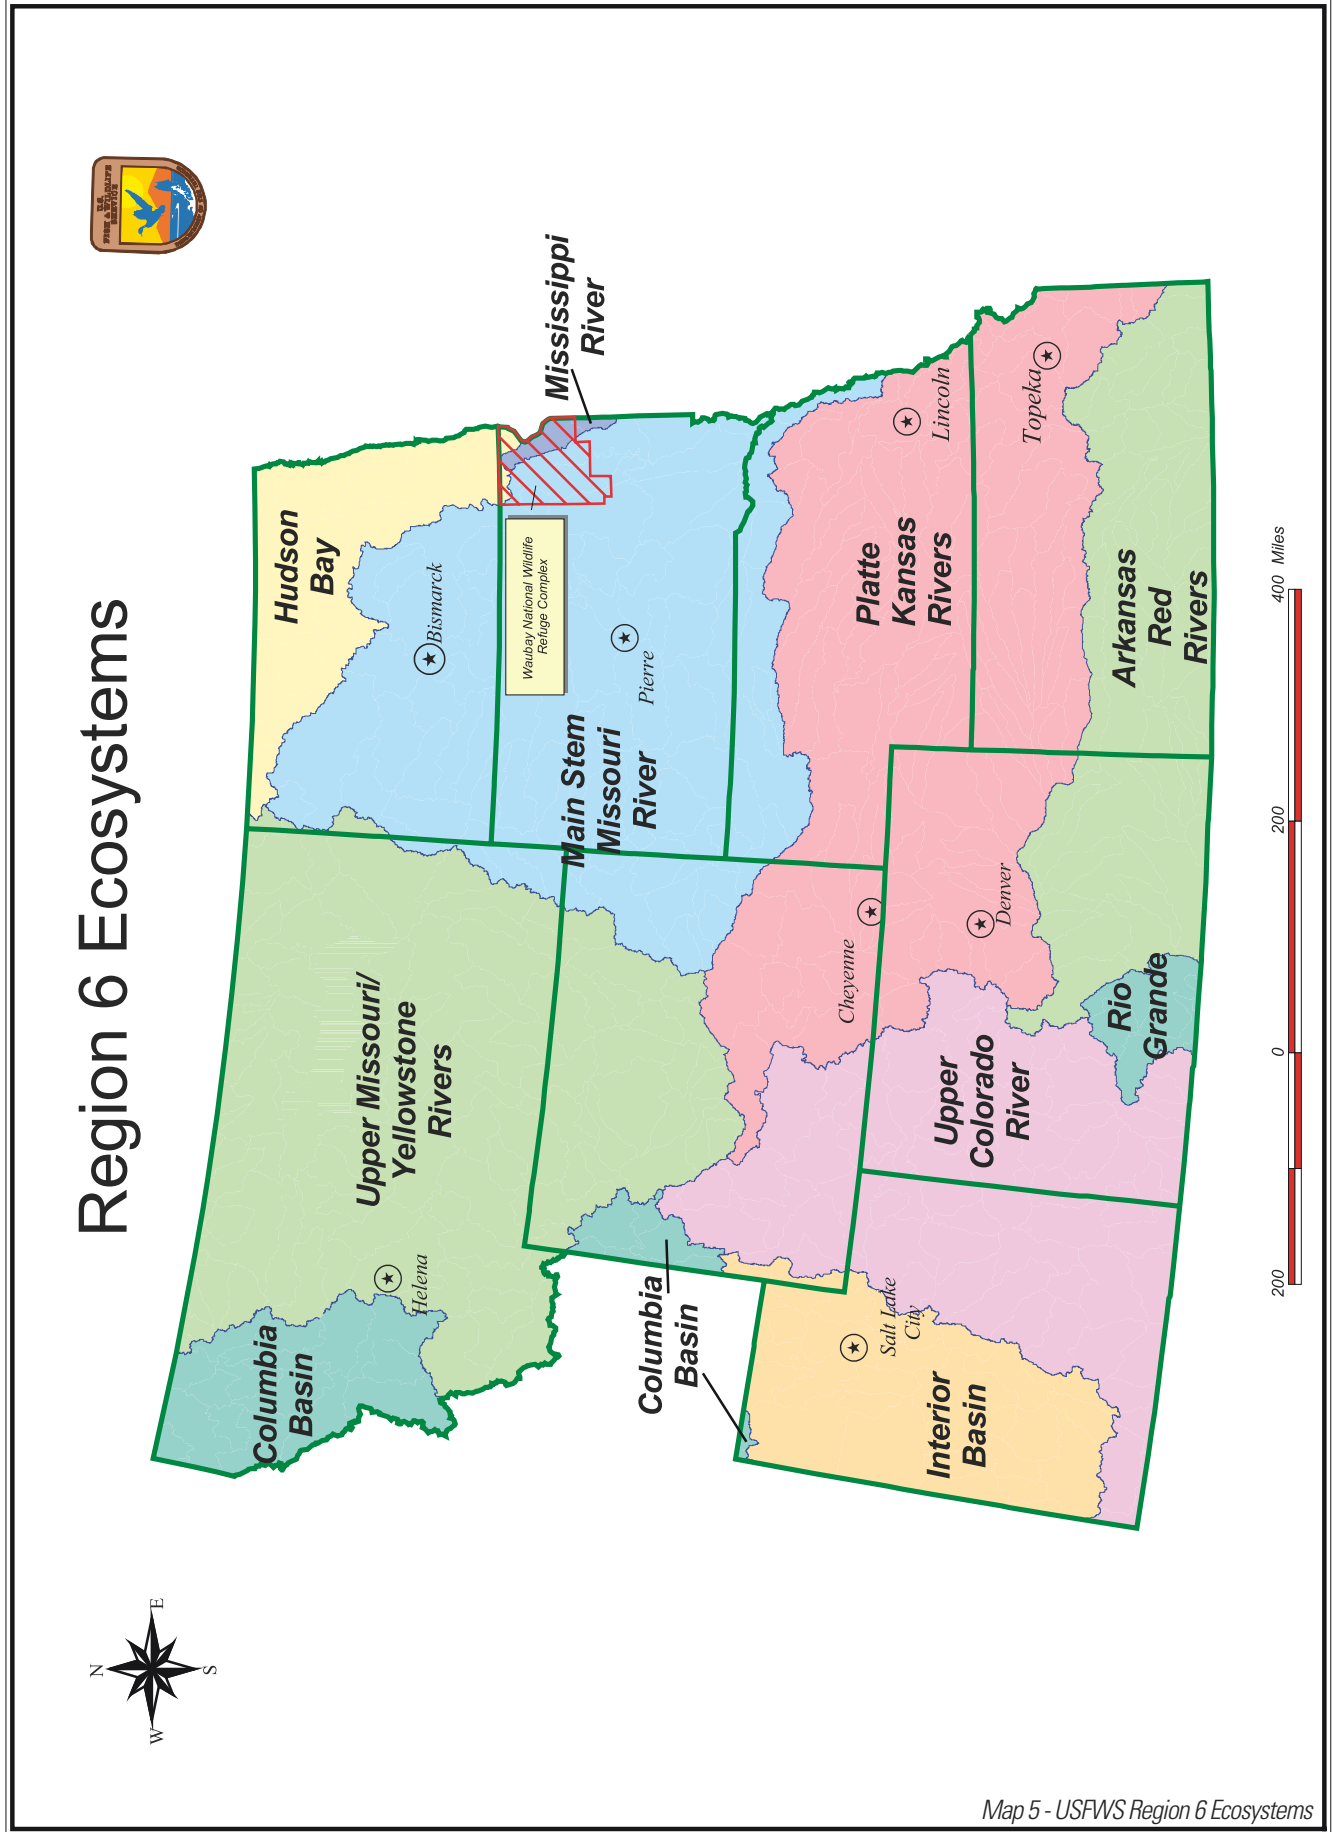 Region 6 Ecosystems
U.S.
FISH & WILDLIFE
SERVICE
N
W
E
S
Columbia
Basin
Helena
Upper Missouri/
Yellowstone
Rivers
Hudson
Bay
Bismarck
Mississippi
River
Waubay National Wildlife
Refuge Complex
Pierre
Main Stem
Missouri
River
Columbia
Basin
Salt Lake
City
Interior
Basin
Cheyenne
Platte
Kansas
Rivers
Lincoln
Topeka
Denver
Upper
Colorado
River
Rio
Grande
Arkansas
Red
Rivers
200
0
200
400 Miles
Map 5 - USFWS Region 6 Ecosystems